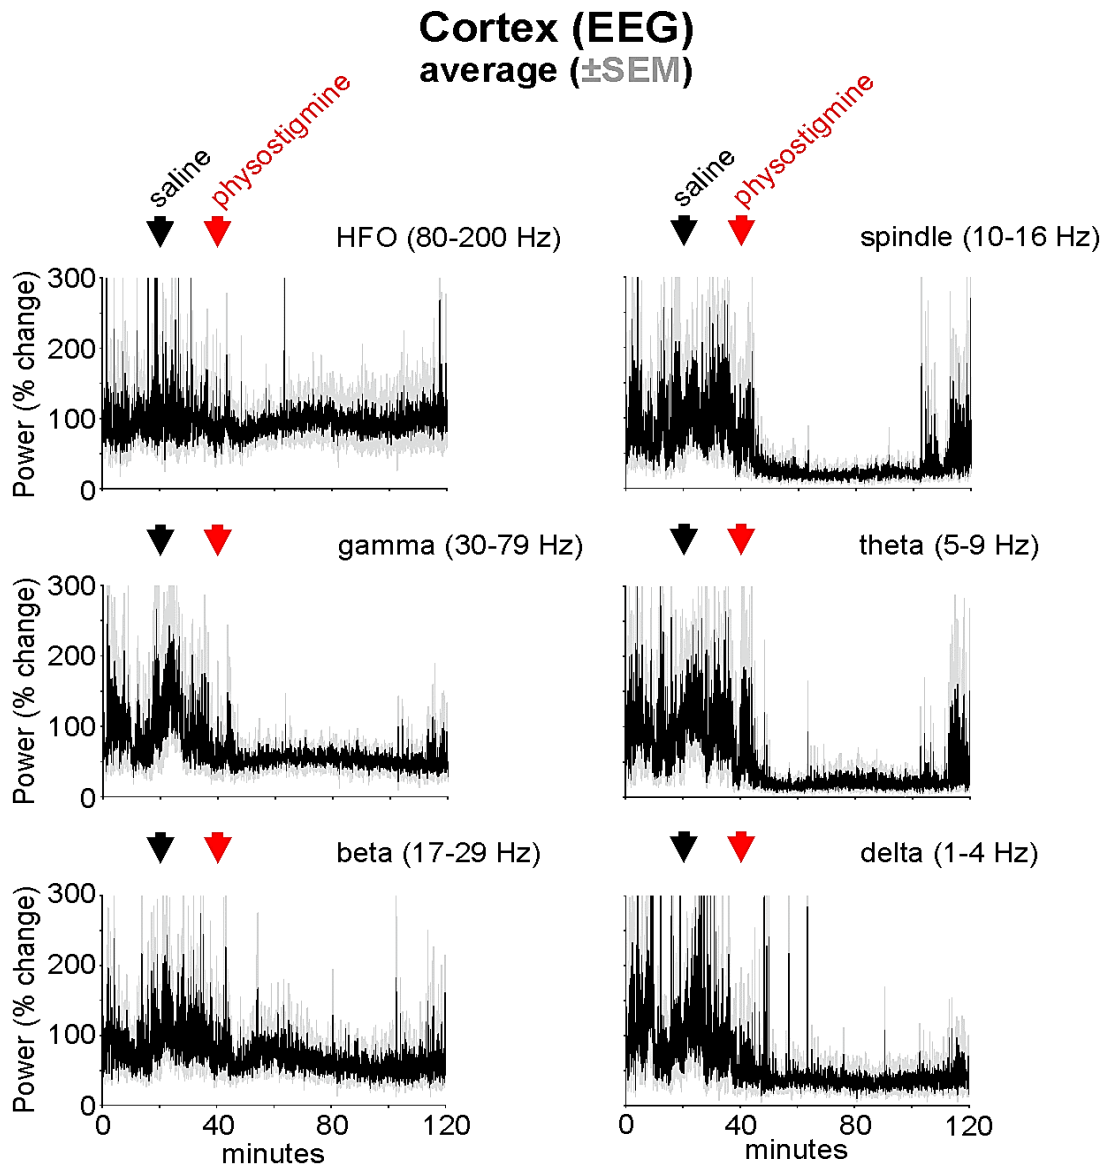 Cortex (EEG)
average (±SEM)
saline
physostigmine
saline
physostigmine
HFO (80-200 Hz)
spindle (10-16 Hz)
Power (% change)
300
200
100
0
300
200
100
0
120
gamma (30-79 Hz)
theta (5-9 Hz)
Power (% change)
300
200
100
0
120
300
200
100
0
120
beta (17-29 Hz)
delta (1-4 Hz)
Power (% change)
300
200
100
0
300
200
100
0
0 40 80 120
minutes
0 40 80 120
minutes